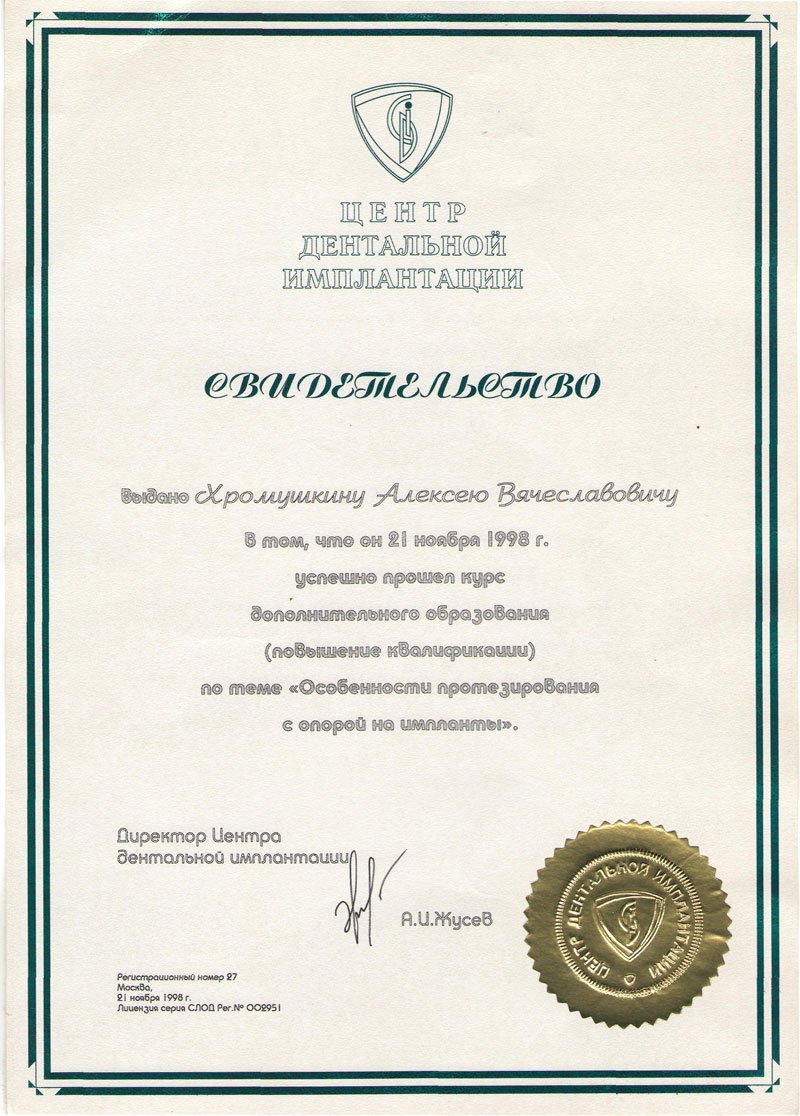 ЦЕНТР
ДЕНТАЛЬНОЙ
ИМПЛАНТАЦИИ
СВИДЕТЕЛЬСТВО
выдано Хромушкину Алексею Вячеславовичу
в том, что он 21 ноября 1998 г.
успешно прошел курс
дополнительного образования
(повышение квалификации)
по теме «Особенности протезирования
с опорой на импланты».
Директор Центра
дентальной имплантации
А.И.Жусев
Регистрационный номер 27
Москва,
21 ноября 1998 г.
Лицензия серия СЛОД Рег.№ 002951
ЦЕНТР ДЕНТАЛЬНОЙ ИМПЛАНТАЦИИ